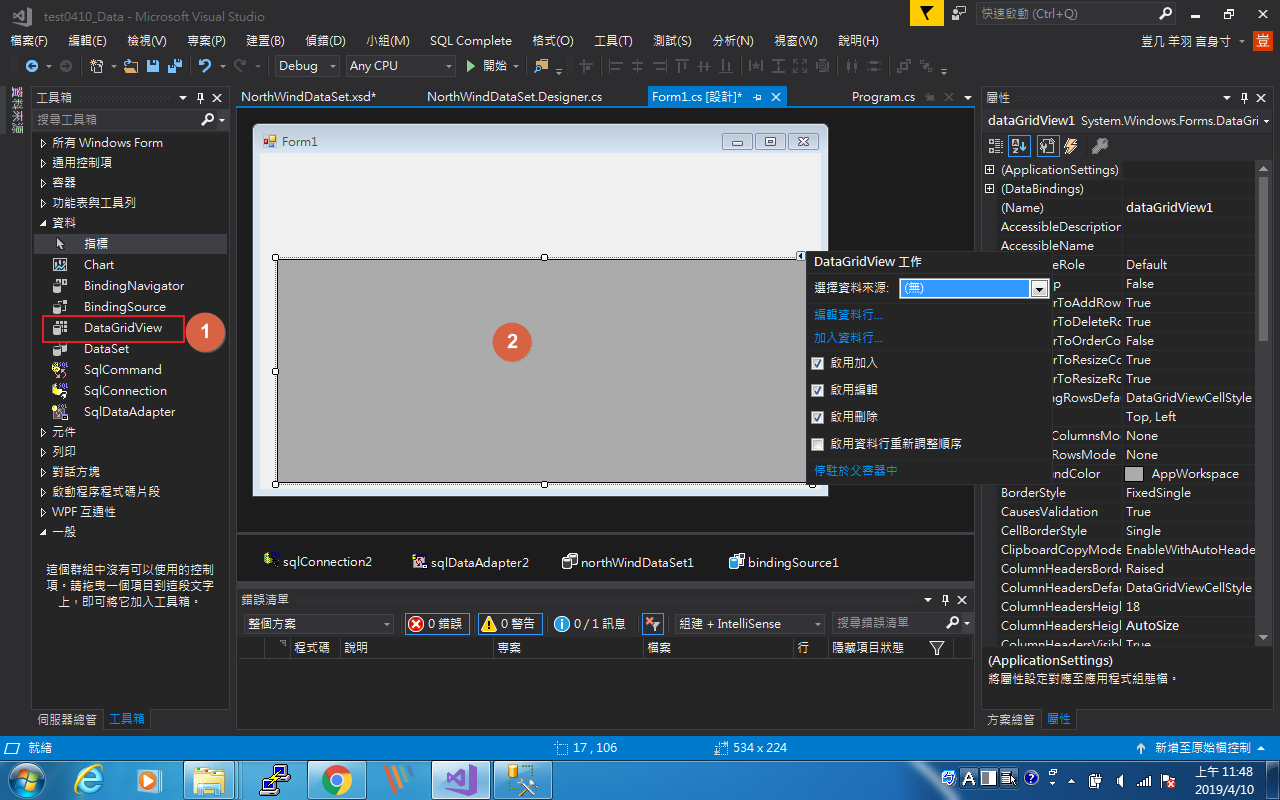 test0410_Data - Microsoft Visual Studio
快速啟動 (Ctrl+Q)
檔案(F) 編輯(E) 檢視(V) 專案(P) 建置(B) 偵錯(D) 小組(M) SQL Complete 格式(O) 工具(T) 測試(S) 分析(N) 視窗(W) 說明(H)
豈几 羊羽 言身寸 豈
Debug Any CPU 開始
資料來源
工具箱
搜尋工具箱
所有 Windows Form
通用控制項
容器
功能表與工具列
資料
指標
Chart
BindingNavigator
BindingSource
DataGridView
1
DataSet
SqlCommand
SqlConnection
SqlDataAdapter
元件
列印
對話方塊
啟動程序程式碼片段
WPF 互通性
一般
這個群組中沒有可以使用的控制
項。請拖曳一個項目到這段文字
上，即可將它加入工具箱。
伺服器總管 工具箱
NorthWindDataSet.xsd* NorthWindDataSet.Designer.cs Form1.cs [設計]* Program.cs
Form1
2
DataGridView 工作
選擇資料來源: (無)
編輯資料行...
加入資料行...
啟用加入
啟用編輯
啟用刪除
啟用資料行重新調整順序
停駐於父容器中
sqlConnection2 sqlDataAdapter2 northWindDataSet1 bindingSource1
錯誤清單
整個方案 0 錯誤 0 警告 0 / 1 訊息 組建 + IntelliSense 搜尋錯誤清單
程式碼 說明 專案 檔案 行 隱藏項目狀態
屬性
dataGridView1 System.Windows.Forms.DataGri
(ApplicationSettings)
(DataBindings)
(Name) dataGridView1
AccessibleDescription
AccessibleName
eRole Default
p False
rToAddRow True
rToDeleteRo True
rToOrderCo False
rToResizeCo True
rToResizeRo True
ngRowsDefau DataGridViewCellStyle
Top, Left
ColumnsMo None
RowsMode None
ndColor AppWorkspace
BorderStyle FixedSingle
CausesValidation True
CellBorderStyle Single
ClipboardCopyMode EnableWithAutoHeade
ColumnHeadersBorde Raised
ColumnHeadersDefau DataGridViewCellStyle
ColumnHeadersHeigl 18
ColumnHeadersHeigl AutoSize
ColumnHeadersVisibl True
(ApplicationSettings)
將屬性設定對應至應用程式組態檔。
方案總管 屬性
就緒 17 , 106 534 x 224 新增至原始檔控制
A
上午 11:48
2019/4/10